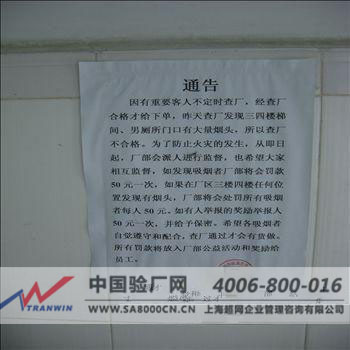 通告
因有重要客人不定时查厂，经查厂
合格才给下单，昨天查厂发现三四楼梯
间、男厕所门口有大量烟头，所以查厂
不合格。为了防止火灾的发生，从即日
起，厂部会派人进行监督，也希望大家
相互监督，如发现吸烟者厂部将会罚款
50元一次，如果在厂区三楼四楼任何位
置发现有烟头，厂部将会处罚所有吸烟
者每人50元。如有人举报的奖励举报人
50元一次，并给予保密。希望各吸烟者
自觉遵守和配合，查厂通过才会有货做。
所有罚款将放入厂部公益活动和奖励给
员工。
TRANWIN
中国验厂网
WWW.SA8000CN.CN
4006-800-016
上海超网企业管理咨询有限公司